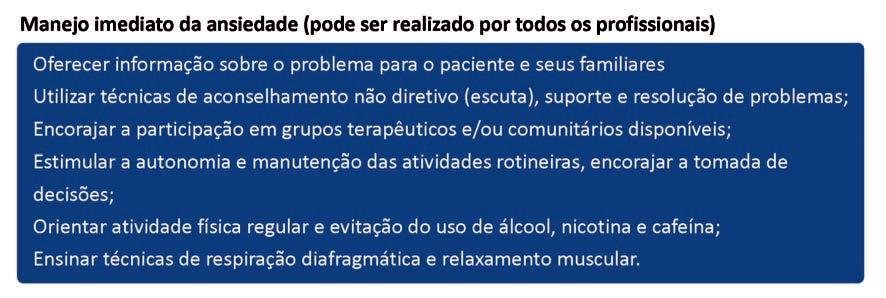 Manejo imediato da ansiedade (pode ser realizado por todos os profissionais)
Oferecer informação sobre o problema para o paciente e seus familiares
Utilizar técnicas de aconselhamento não diretivo (escuta), suporte e resolução de problemas;
Encorajar a participação em grupos terapêuticos e/ou comunitários disponíveis;
Estimular a autonomia e manutenção das atividades rotineiras, encorajar a tomada de
decisões;
Orientar atividade física regular e evitação do uso de álcool, nicotina e cafeína;
Ensinar técnicas de respiração diafragmática e relaxamento muscular.